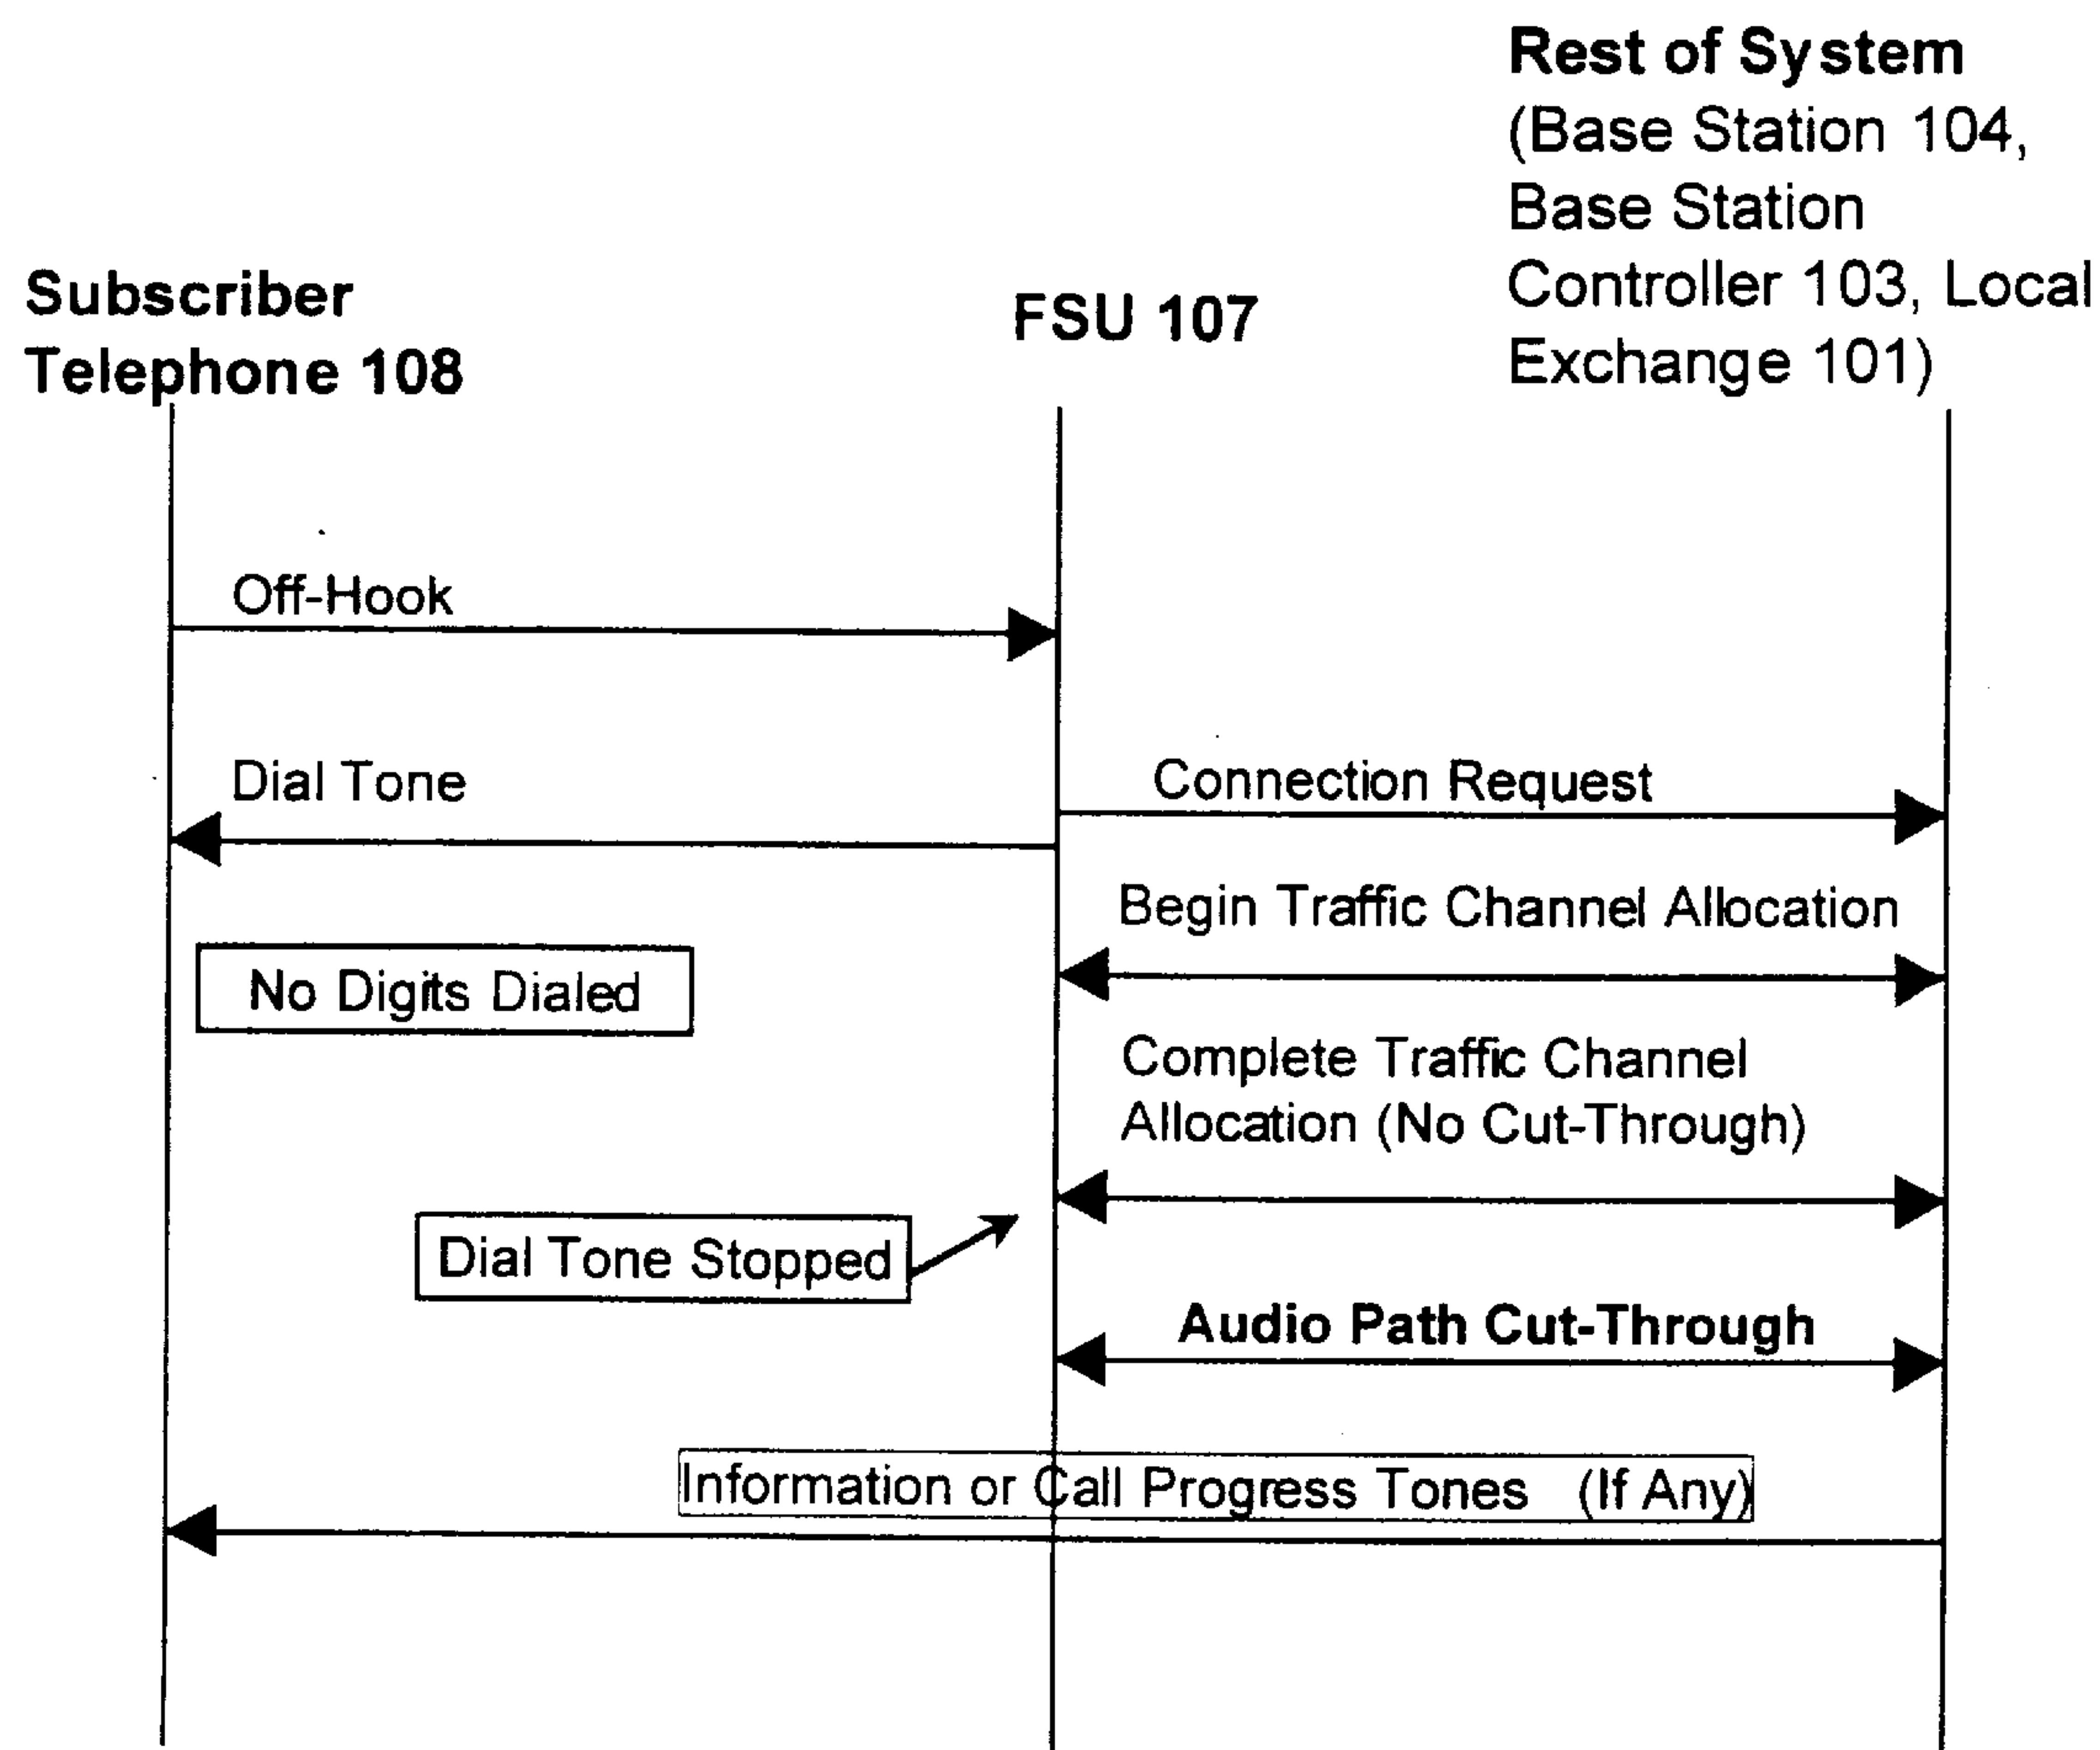 Rest of System
(Base Station 104,
Base Station
Controller 103, Local
Exchange 101)
Subscriber
Telephone 108
FSU 107
Off-Hook
Dial Tone
Connection Request
Begin Traffic Channel Allocation
No Digits Dialed
Complete Traffic Channel
Allocation (No Cut-Through)
Dial Tone Stopped
Audio Path Cut-Through
Information or Call Progress Tones (If Any)